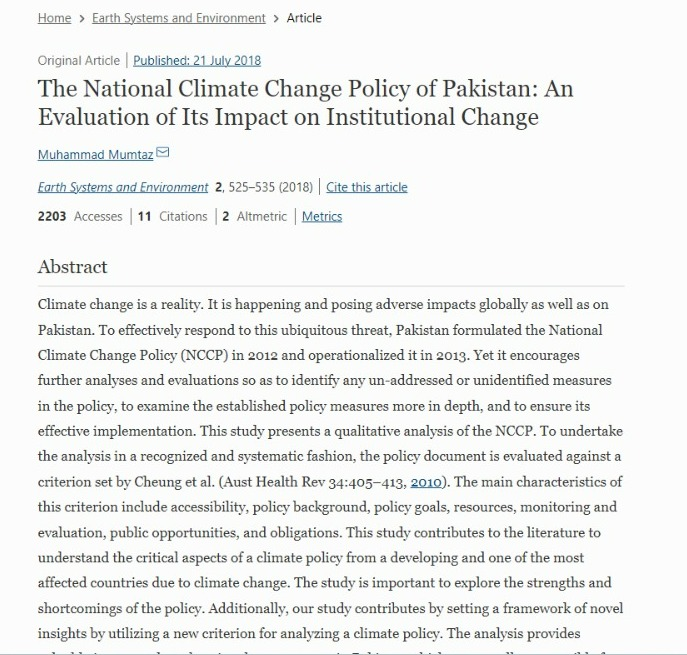 Home > Earth Systems and Environment > Article
Original Article | Published: 21 July 2018
The National Climate Change Policy of Pakistan: An
Evaluation of Its Impact on Institutional Change
Muhammad Mumtaz
Earth Systems and Environment 2, 525–535 (2018) | Cite this article
2203 Accesses | 11 Citations | 2 Altmetric | Metrics
Abstract
Climate change is a reality. It is happening and posing adverse impacts globally as well as on
Pakistan. To effectively respond to this ubiquitous threat, Pakistan formulated the National
Climate Change Policy (NCCP) in 2012 and operationalized it in 2013. Yet it encourages
further analyses and evaluations so as to identify any un-addressed or unidentified measures
in the policy, to examine the established policy measures more in depth, and to ensure its
effective implementation. This study presents a qualitative analysis of the NCCP. To undertake
the analysis in a recognized and systematic fashion, the policy document is evaluated against a
criterion set by Cheung et al. (Aust Health Rev 34:405–413, 2010). The main characteristics of
this criterion include accessibility, policy background, policy goals, resources, monitoring and
evaluation, public opportunities, and obligations. This study contributes to the literature to
understand the critical aspects of a climate policy from a developing and one of the most
affected countries due to climate change. The study is important to explore the strengths and
shortcomings of the policy. Additionally, our study contributes by setting a framework of novel
insights by utilizing a new criterion for analyzing a climate policy. The analysis provides